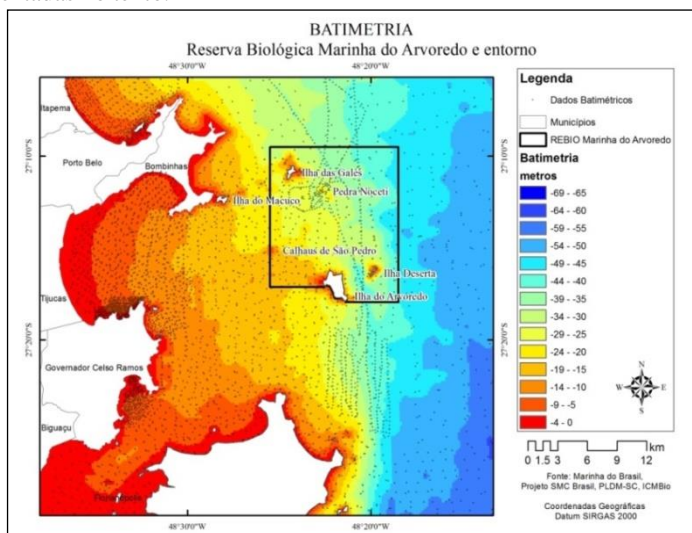 BATIMETRIA
Reserva Biológica Marinha do Arvoredo e entorno
48°30'0"W
48°20'0"W
Itapema
Porto Belo
Bombinhas
27°10'0"S
27°10'0"S
Ilha das Galés
Pedra Noceti
Ilha do Macuco
Calhaus de São Pedro
Ilha Deserta
Ilha do Arvoredo
Tijucas
27°20'0"S
27°20'0"S
Governador Celso Ramos
Biguaçu
Florianópolis
48°30'0"W
48°20'0"W
Legenda
Dados Batimétricos
Municípios
REBIO Marinha do Arvoredo
Batimetria
metros
-69 - -65
-64 - -60
-59 - -55
-54 - -50
-49 - -45
-44 - -40
-39 - -35
-34 - -30
-29 - -25
-24 - -20
-19 - -15
-14 - -10
-9 - -5
-4 - 0
N
W
E
S
km
0 1.5 3 6 9 12
Fonte: Marinha do Brasil,
Projeto SMC Brasil, PLDM-SC, ICMBio
Coordenadas Geográficas
Datum SIRGAS 2000